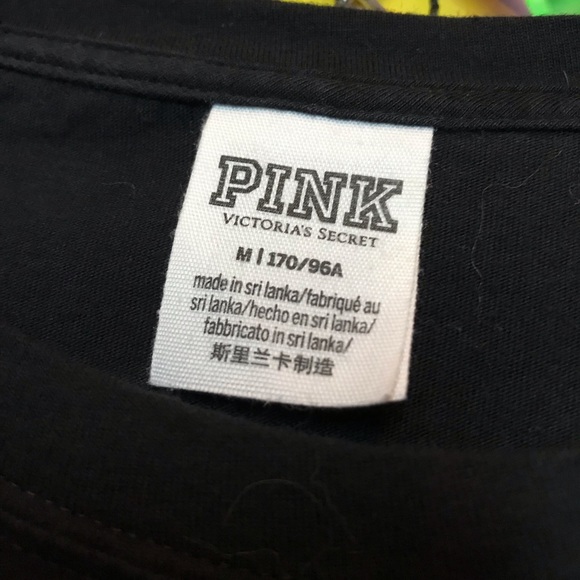 PINK
VICTORIA'S SECRET
M | 170/96A
made in sri lanka/fabriqué au
sri lanka/hecho en sri lanka/
fabbricato in sri lanka/
斯里兰卡制造